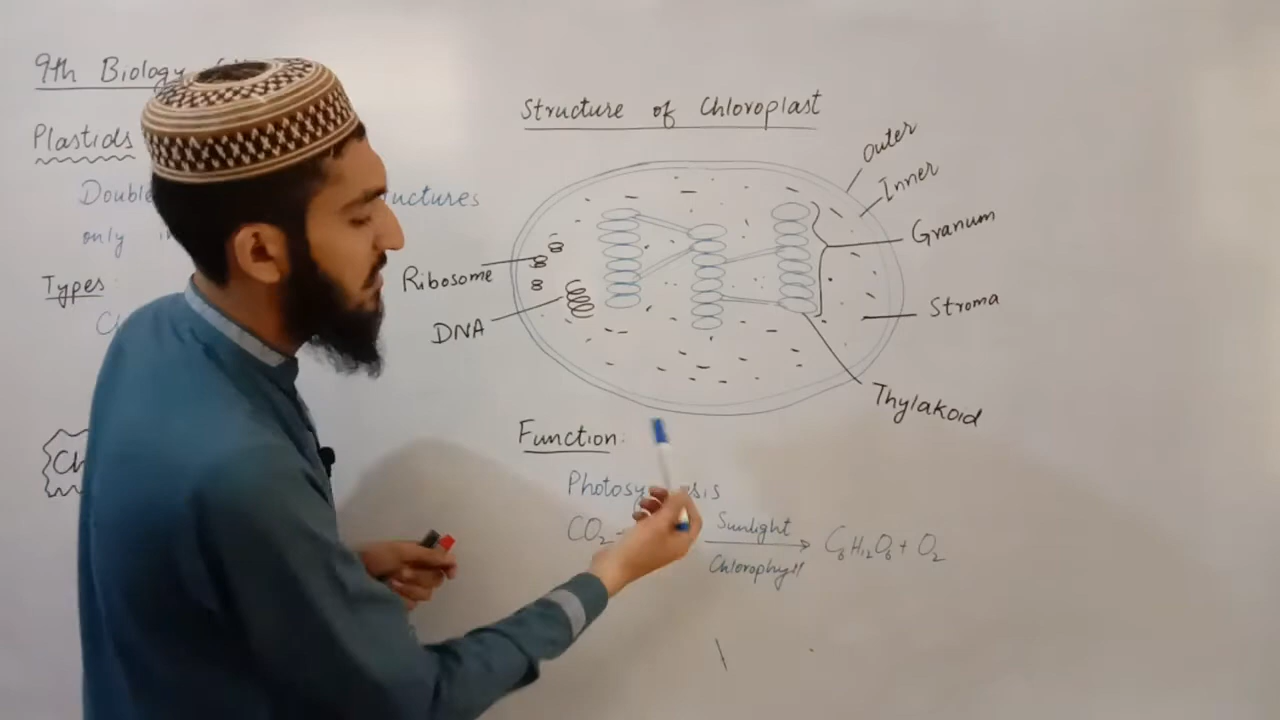 9th Biology
Plastids
Double
only
Types
Structure of Chloroplast
Outer
Inner
Granum
Stroma
Thylakoid
Ribosome
DNA
Function:
CO2
Sunlight
Chlorophyll
C6H12O6 + O2